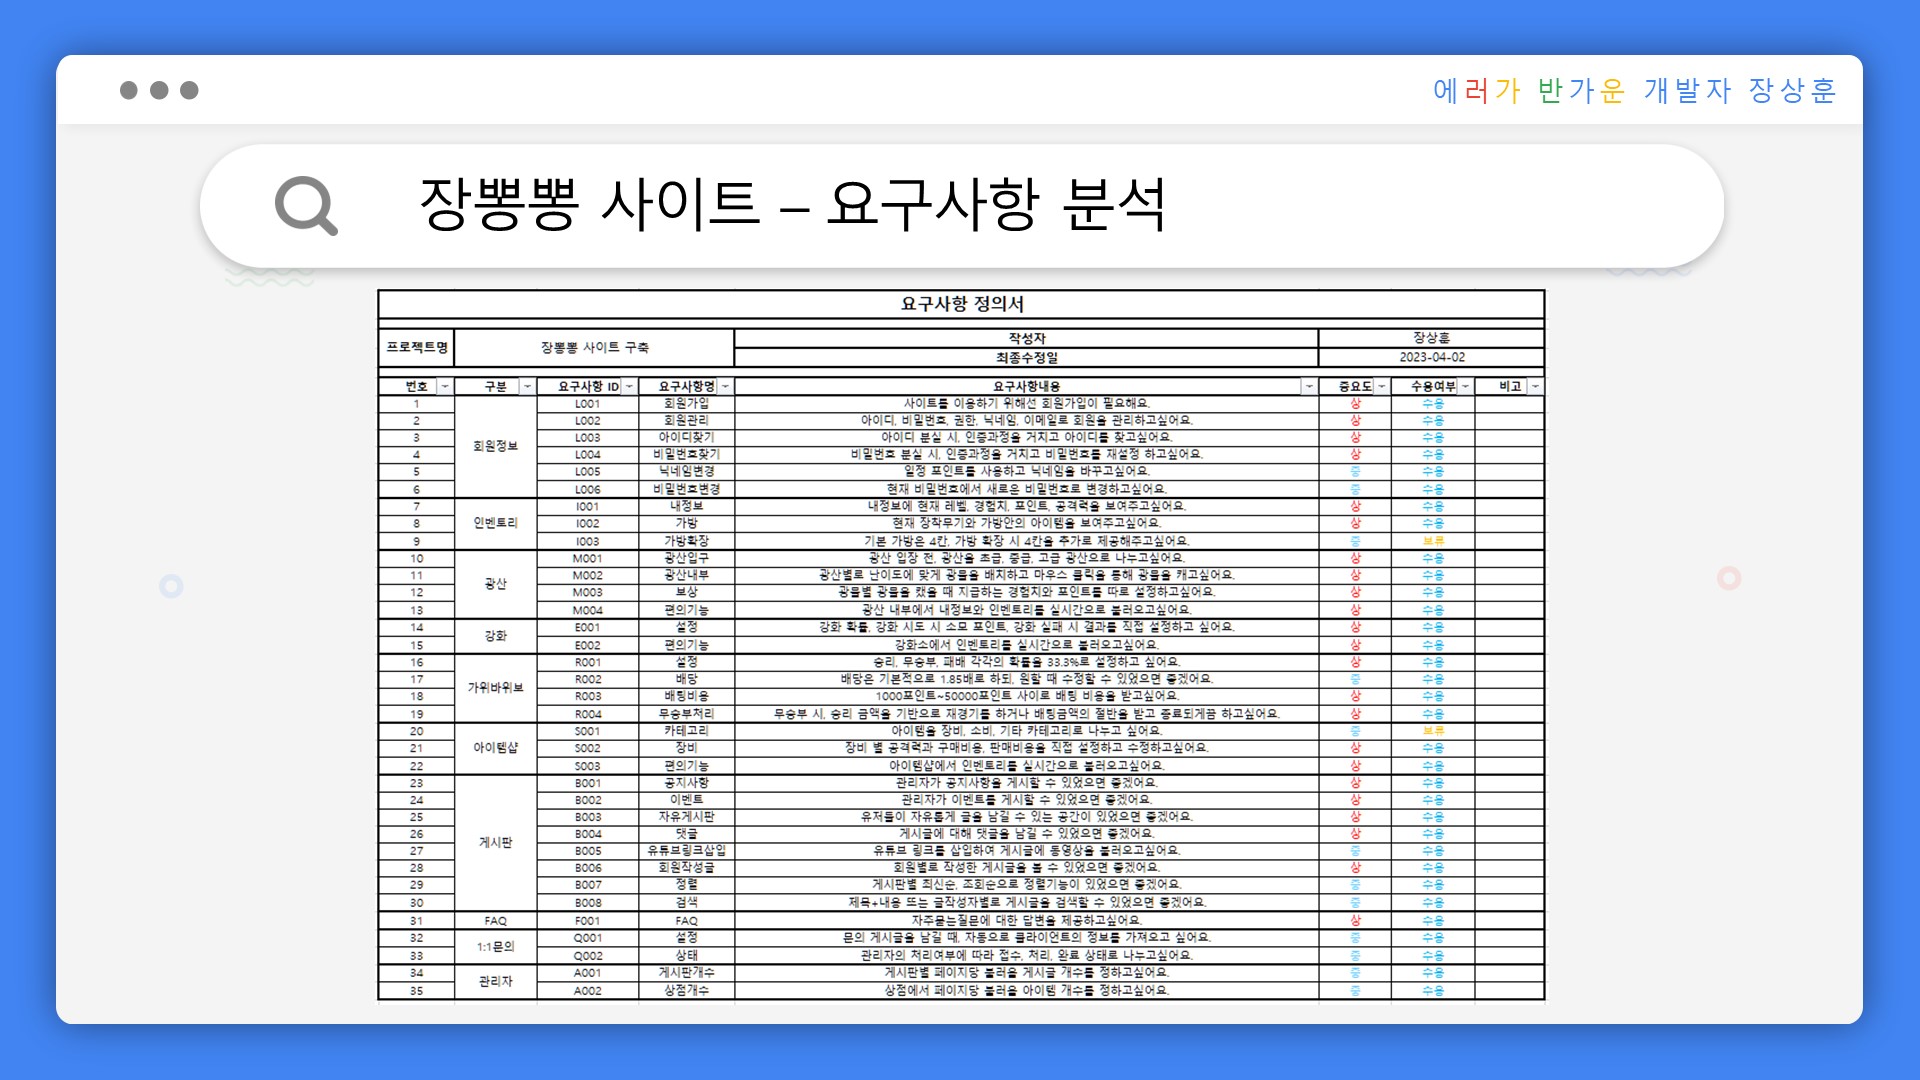 에러가 반가운 개발자 장상훈
장뽕뽕 사이트 – 요구사항 분석
요구사항 정의서
프로젝트명 장뽕뽕 사이트 구축 작성자 장상훈
최종수정일 2023-04-02
번호 구분 요구사항 ID 요구사항명 요구사항내용 중요도 수용여부 비고
1 회원정보 L001 회원가입 사이트를 이용하기 위해선 회원가입이 필요해요. 상 수용
2 L002 회원관리 아이디, 비밀번호, 권한, 닉네임, 이메일로 회원을 관리하고싶어요. 상 수용
3 L003 아이디찾기 아이디 분실 시, 인증과정을 거치고 아이디를 찾고싶어요. 상 수용
4 L004 비밀번호찾기 비밀번호 분실 시, 인증과정을 거치고 비밀번호를 재설정 하고싶어요. 상 수용
5 L005 닉네임변경 일정 포인트를 사용하고 닉네임을 바꾸고싶어요. 중 수용
6 L006 비밀번호변경 현재 비밀번호에서 새로운 비밀번호로 변경하고싶어요. 중 수용
7 인벤토리 I001 내정보 내정보에 현재 레벨, 경험치, 포인트, 공격력을 보여주고싶어요. 상 수용
8 I002 가방 현재 장착무기와 가방안의 아이템을 보여주고싶어요. 상 수용
9 I003 가방확장 기본 가방은 4칸, 가방 확장 시 4칸을 추가로 제공해주고싶어요. 중 보류
10 광산 M001 광산입구 광산 입장 전, 광산을 초급, 중급, 고급 광산으로 나누고싶어요. 상 수용
11 M002 광산내부 광산별로 난이도에 맞게 광물을 배치하고 마우스 클릭을 통해 광물을 캐고싶어요. 상 수용
12 M003 보상 광물별 광물을 캤을 때 지급하는 경험치와 포인트를 따로 설정하고싶어요. 상 수용
13 M004 편의기능 광산 내부에서 내정보와 인벤토리를 실시간으로 불러오고싶어요. 상 수용
14 강화 E001 설정 강화 확률, 강화 시도 시 소모 포인트, 강화 실패 시 결과를 직접 설정하고 싶어요. 상 수용
15 E002 편의기능 강화소에서 인벤토리를 실시간으로 불러오고싶어요. 상 수용
16 가위바위보 R001 설정 승리, 무승부, 패배 각각의 확률을 33.3%로 설정하고 싶어요. 상 수용
17 R002 배당 배당은 기본적으로 1.85배로 하되, 원할 때 수정할 수 있었으면 좋겠어요. 중 수용
18 R003 배팅비용 1000포인트~50000포인트 사이로 배팅 비용을 받고싶어요. 상 수용
19 R004 무승부처리 무승부 시, 승리 금액을 기반으로 재경기를 하거나 배팅금액의 절반을 받고 종료되게끔 하고싶어요. 상 수용
20 아이템샵 S001 카테고리 아이템을 장비, 소비, 기타 카테고리로 나누고 싶어요. 중 보류
21 S002 장비 장비 별 공격력과 구매비용, 판매비용을 직접 설정하고 수정하고싶어요. 상 수용
22 S003 편의기능 아이템샵에서 인벤토리를 실시간으로 불러오고싶어요. 상 수용
23 게시판 B001 공지사항 관리자가 공지사항을 게시할 수 있었으면 좋겠어요. 상 수용
24 B002 이벤트 관리자가 이벤트를 게시할 수 있었으면 좋겠어요. 상 수용
25 B003 자유게시판 유저들이 자유롭게 글을 남길 수 있는 공간이 있었으면 좋겠어요. 상 수용
26 B004 댓글 게시글에 대해 댓글을 남길 수 있었으면 좋겠어요. 상 수용
27 B005 유튜브링크삽입 유튜브 링크를 삽입하여 게시글에 동영상을 불러오고싶어요. 중 수용
28 B006 회원작성글 회원별로 작성한 게시글을 볼 수 있었으면 좋겠어요. 상 수용
29 B007 정렬 게시판별 최신순, 조회순으로 정렬기능이 있었으면 좋겠어요. 중 수용
30 B008 검색 제목+내용 또는 글작성자별로 게시글을 검색할 수 있었으면 좋겠어요. 중 수용
31 FAQ F001 FAQ 자주묻는질문에 대한 답변을 제공하고싶어요. 상 수용
32 1:1문의 Q001 설정 문의 게시글을 남길 때, 자동으로 클라이언트의 정보를 가져오고 싶어요. 중 수용
33 Q002 상태 관리자의 처리여부에 따라 접수, 처리, 완료 상태로 나누고싶어요. 중 수용
34 관리자 A001 게시판개수 게시판별 페이지당 불러올 게시글 개수를 정하고싶어요. 중 수용
35 A002 상점개수 상점에서 페이지당 불러올 아이템 개수를 정하고싶어요. 중 수용